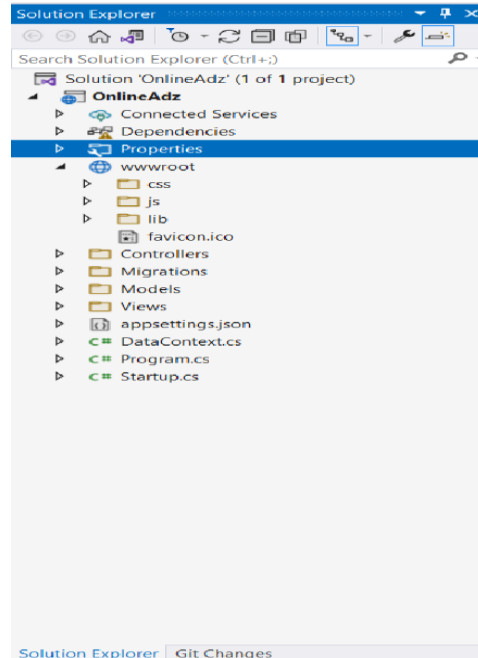 Solution Explorer
Search Solution Explorer (Ctrl+;)
Solution 'OnlineAdz' (1 of 1 project)
OnlineAdz
Connected Services
Dependencies
Properties
wwwroot
css
js
lib
favicon.ico
Controllers
Migrations
Models
Views
appsettings.json
C# DataContext.cs
C# Program.cs
C# Startup.cs
Solution Explorer Git Changes